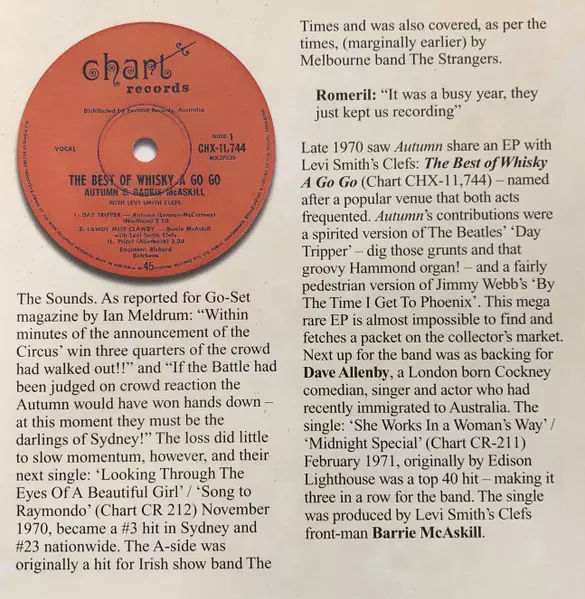 chart
records
Distributed by Festival Records, Australia
VOCAL
SIDE 1
CHX-11,744
MX37535
THE BEST OF WHISKY A GO GO
AUTUMN & BARRIE McASKILL
WITH LEVI SMITH CLEFS
1- DAY TRIPPER — Autumn (Lennon-McCartney)
(Northern) 3.10
2- LAWDY MISS CLAWDY — Barrie McAskill
with Levi Smith Clefs
(L. Price) (Aberbach) 3.20
Engineer: Richard
Batchens
45
The Sounds. As reported for Go-Set
magazine by Ian Meldrum: “Within
minutes of the announcement of the
Circus’ win three quarters of the crowd
had walked out!!” and “If the Battle had
been judged on crowd reaction the
Autumn would have won hands down –
at this moment they must be the
darlings of Sydney!” The loss did little
to slow momentum, however, and their
next single: ‘Looking Through The
Eyes Of A Beautiful Girl’ / ‘Song to
Raymondo’ (Chart CR 212) November
1970, became a #3 hit in Sydney and
#23 nationwide. The A-side was
originally a hit for Irish show band The
Times and was also covered, as per the
times, (marginally earlier) by
Melbourne band The Strangers.
Romeril: “It was a busy year, they
just kept us recording”
Late 1970 saw Autumn share an EP with
Levi Smith’s Clefs: The Best of Whisky
A Go Go (Chart CHX-11,744) – named
after a popular venue that both acts
frequented. Autumn’s contributions were
a spirited version of The Beatles’ ‘Day
Tripper’ – dig those grunts and that
groovy Hammond organ! – and a fairly
pedestrian version of Jimmy Webb’s ‘By
The Time I Get To Phoenix’. This mega
rare EP is almost impossible to find and
fetches a packet on the collector’s market.
Next up for the band was as backing for
Dave Allenby, a London born Cockney
comedian, singer and actor who had
recently immigrated to Australia. The
single: ‘She Works In a Woman’s Way’ /
‘Midnight Special’ (Chart CR-211)
February 1971, originally by Edison
Lighthouse was a top 40 hit – making it
three in a row for the band. The single
was produced by Levi Smith’s Clefs
front-man Barrie McAskill.